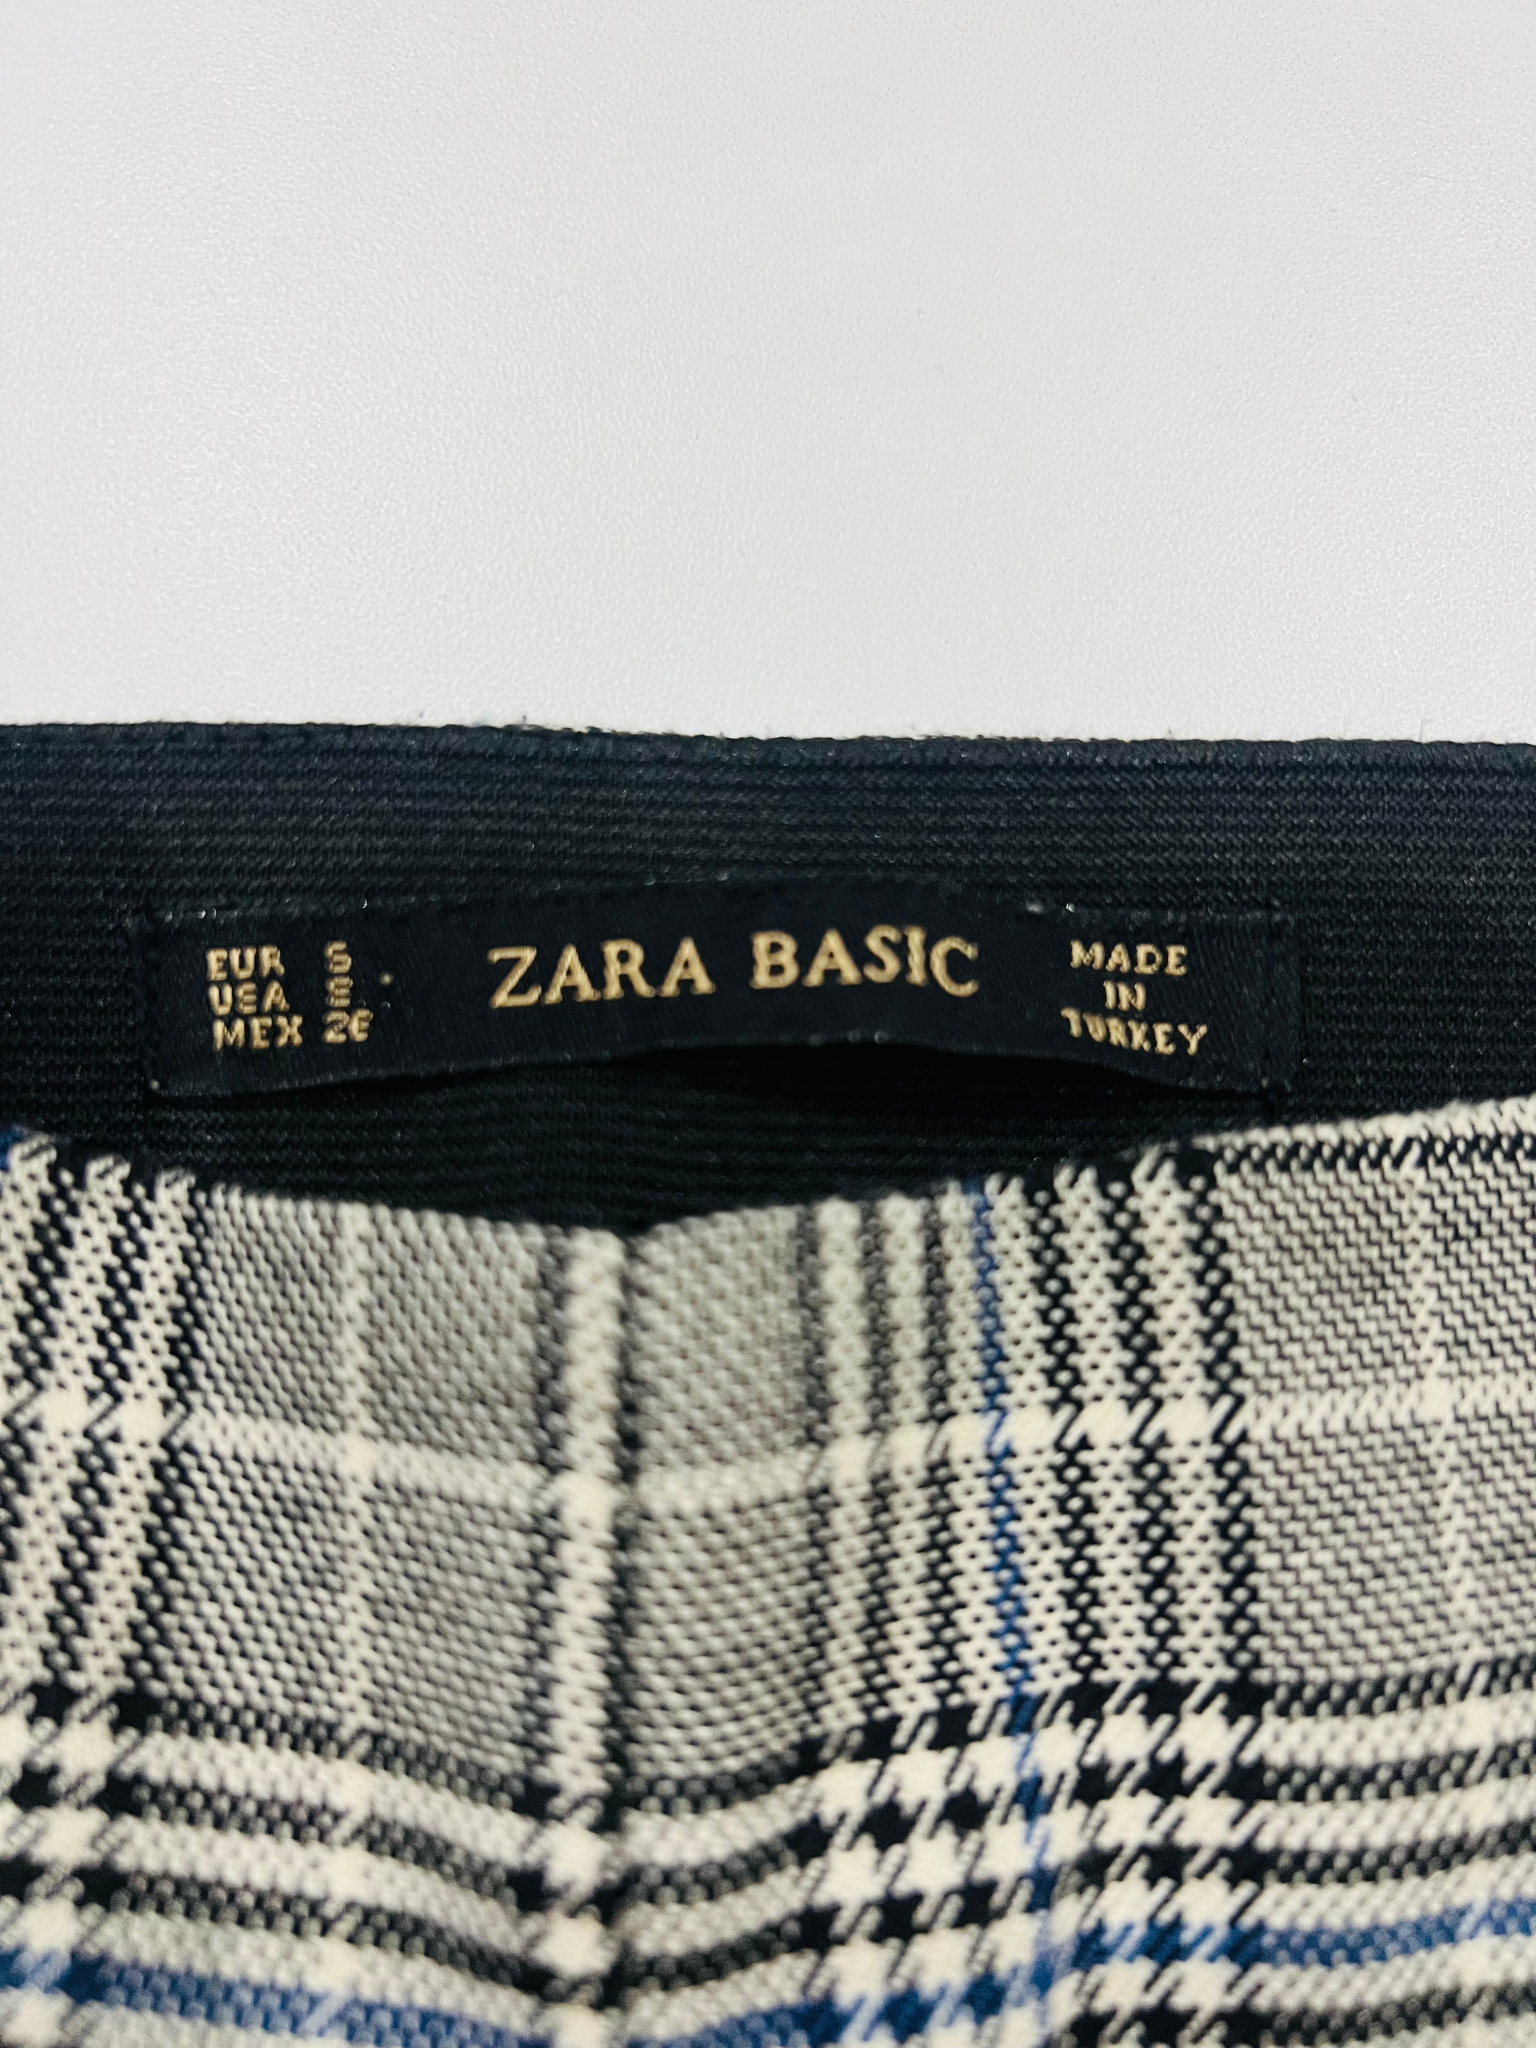 EUR S
USA S
MEX 26
ZARA BASIC
MADE
IN
TURKEY